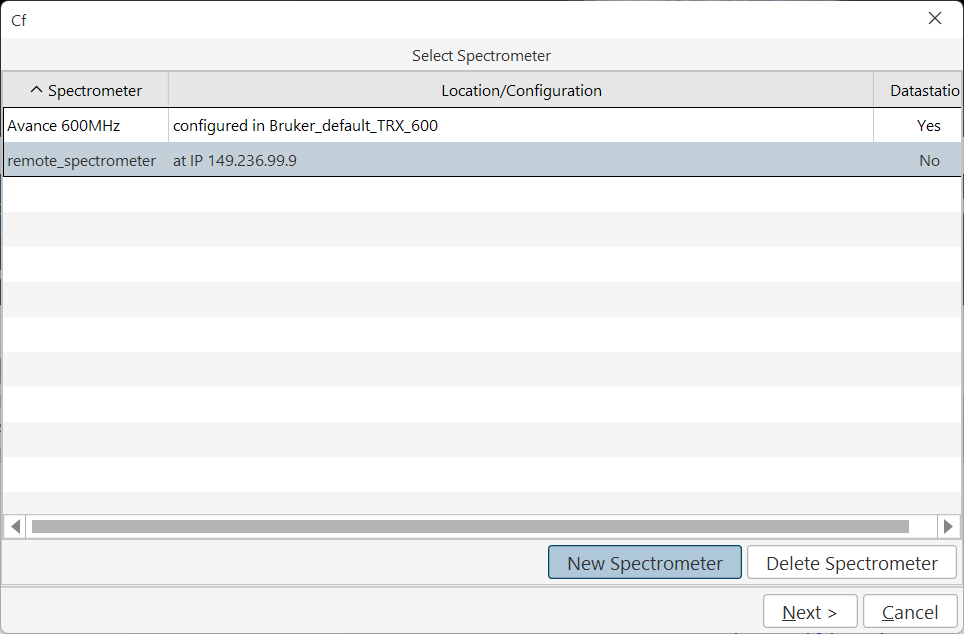 Cf
Select Spectrometer
Spectrometer Location/Configuration Datastatio
Avance 600MHz configured in Bruker_default_TRX_600 Yes
remote_spectrometer at IP 149.236.99.9 No
New Spectrometer Delete Spectrometer
Next > Cancel